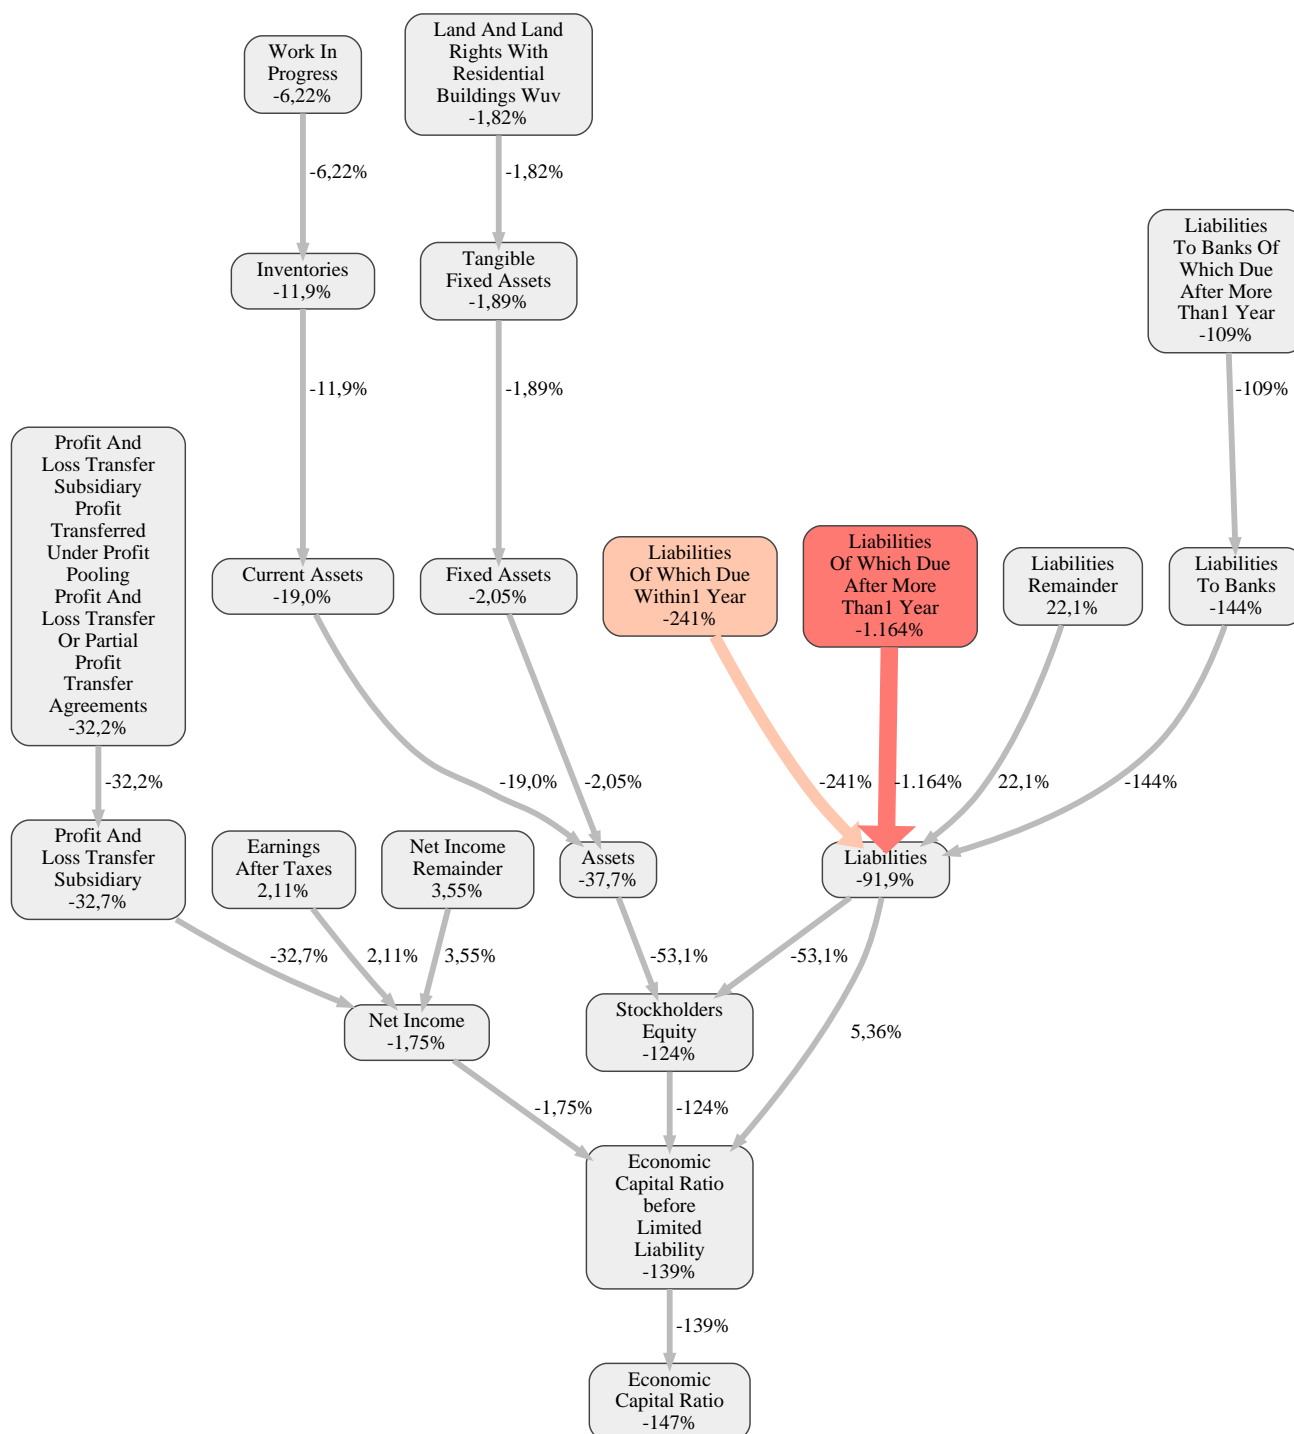 Work In
Progress
-6,22%
Land And Land
Rights With
Residential
Buildings Wuv
-1,82%
-6,22%
-1,82%
Inventories
-11,9%
Tangible
Fixed Assets
-1,89%
Liabilities
To Banks Of
Which Due
After More
Than1 Year
-109%
-11,9%
-1,89%
-109%
Profit And
Loss Transfer
Subsidiary
Profit
Transferred
Under Profit
Pooling
Profit And
Loss Transfer
Or Partial
Profit
Transfer
Agreements
-32,2%
Current Assets
-19,0%
Fixed Assets
-2,05%
Liabilities
Of Which Due
Within1 Year
-241%
Liabilities
Of Which Due
After More
Than1 Year
-1.164%
Liabilities
Remainder
22,1%
Liabilities
To Banks
-144%
-32,2%
-19,0%
-2,05%
-241%
-1.164%
22,1%
-144%
Profit And
Loss Transfer
Subsidiary
-32,7%
Earnings
After Taxes
2,11%
Net Income
Remainder
3,55%
Assets
-37,7%
Liabilities
-91,9%
-32,7%
2,11%
3,55%
-53,1%
-53,1%
Net Income
-1,75%
Stockholders
Equity
-124%
5,36%
-1,75%
-124%
Economic
Capital Ratio
before
Limited
Liability
-139%
-139%
Economic
Capital Ratio
-147%